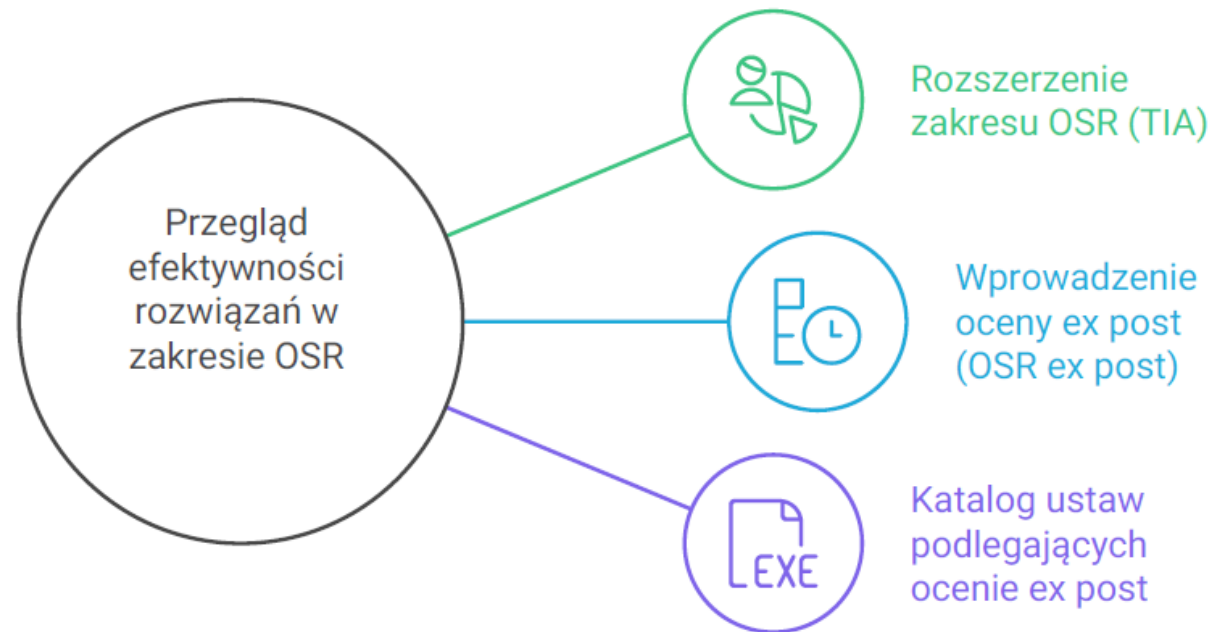 Przegląd
efektywności
rozwiązań w
zakresie OSR
Rozszerzenie
zakresu OSR (TIA)
Wprowadzenie
oceny ex post
(OSR ex post)
EXE
Katalog ustaw
podlegających
ocenie ex post